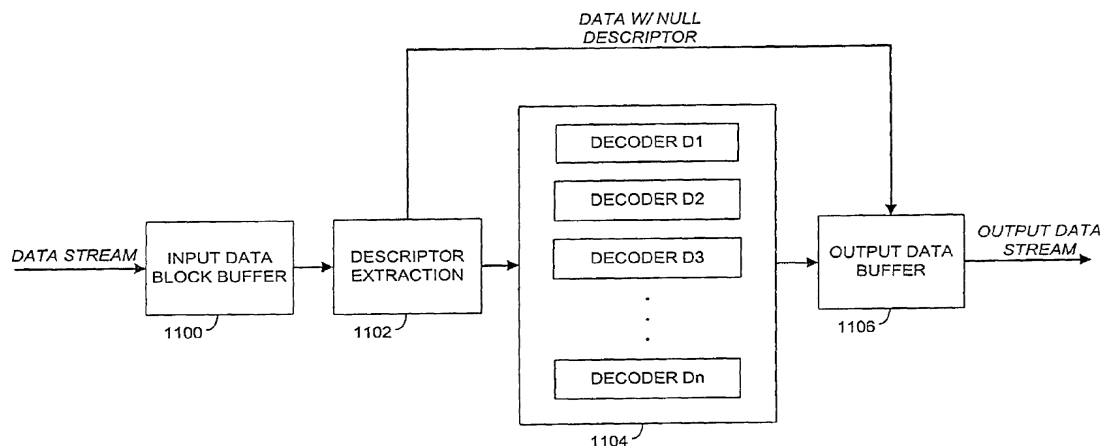 DATA W/ NULL
DESCRIPTOR
DECODER D1
DECODER D2
DATA STREAM
INPUT DATA
BLOCK BUFFER
DESCRIPTOR
EXTRACTION
DECODER D3
OUTPUT DATA
BUFFER
OUTPUT DATA
STREAM
1100
1102
1106
DECODER Dn
1104